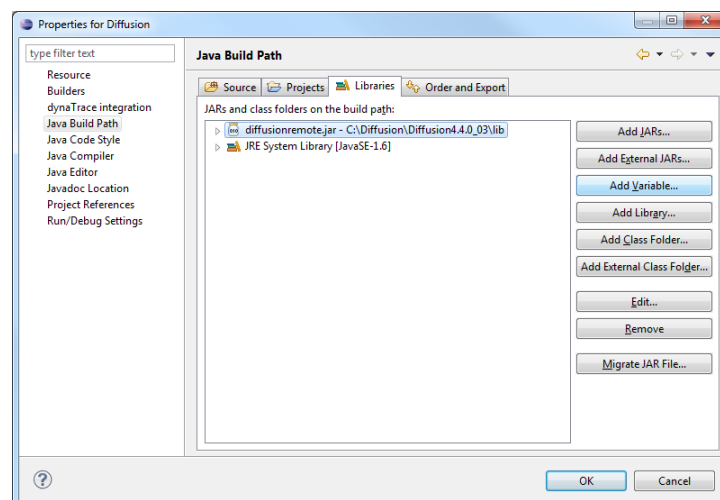 Properties for Diffusion
type filter text
Resource
Builders
dynaTrace integration
Java Build Path
Java Code Style
Java Compiler
Java Editor
Javadoc Location
Project References
Run/Debug Settings
Java Build Path
Source Projects Libraries Order and Export
JARs and class folders on the build path:
diffusionremote.jar - C:\Diffusion\Diffusion4.4.0_03\lib
JRE System Library [JavaSE-1.6]
Add JARs...
Add External JARs...
Add Variable...
Add Library...
Add Class Folder...
Add External Class Folder...
Edit...
Remove
Migrate JAR File...
?
OK Cancel